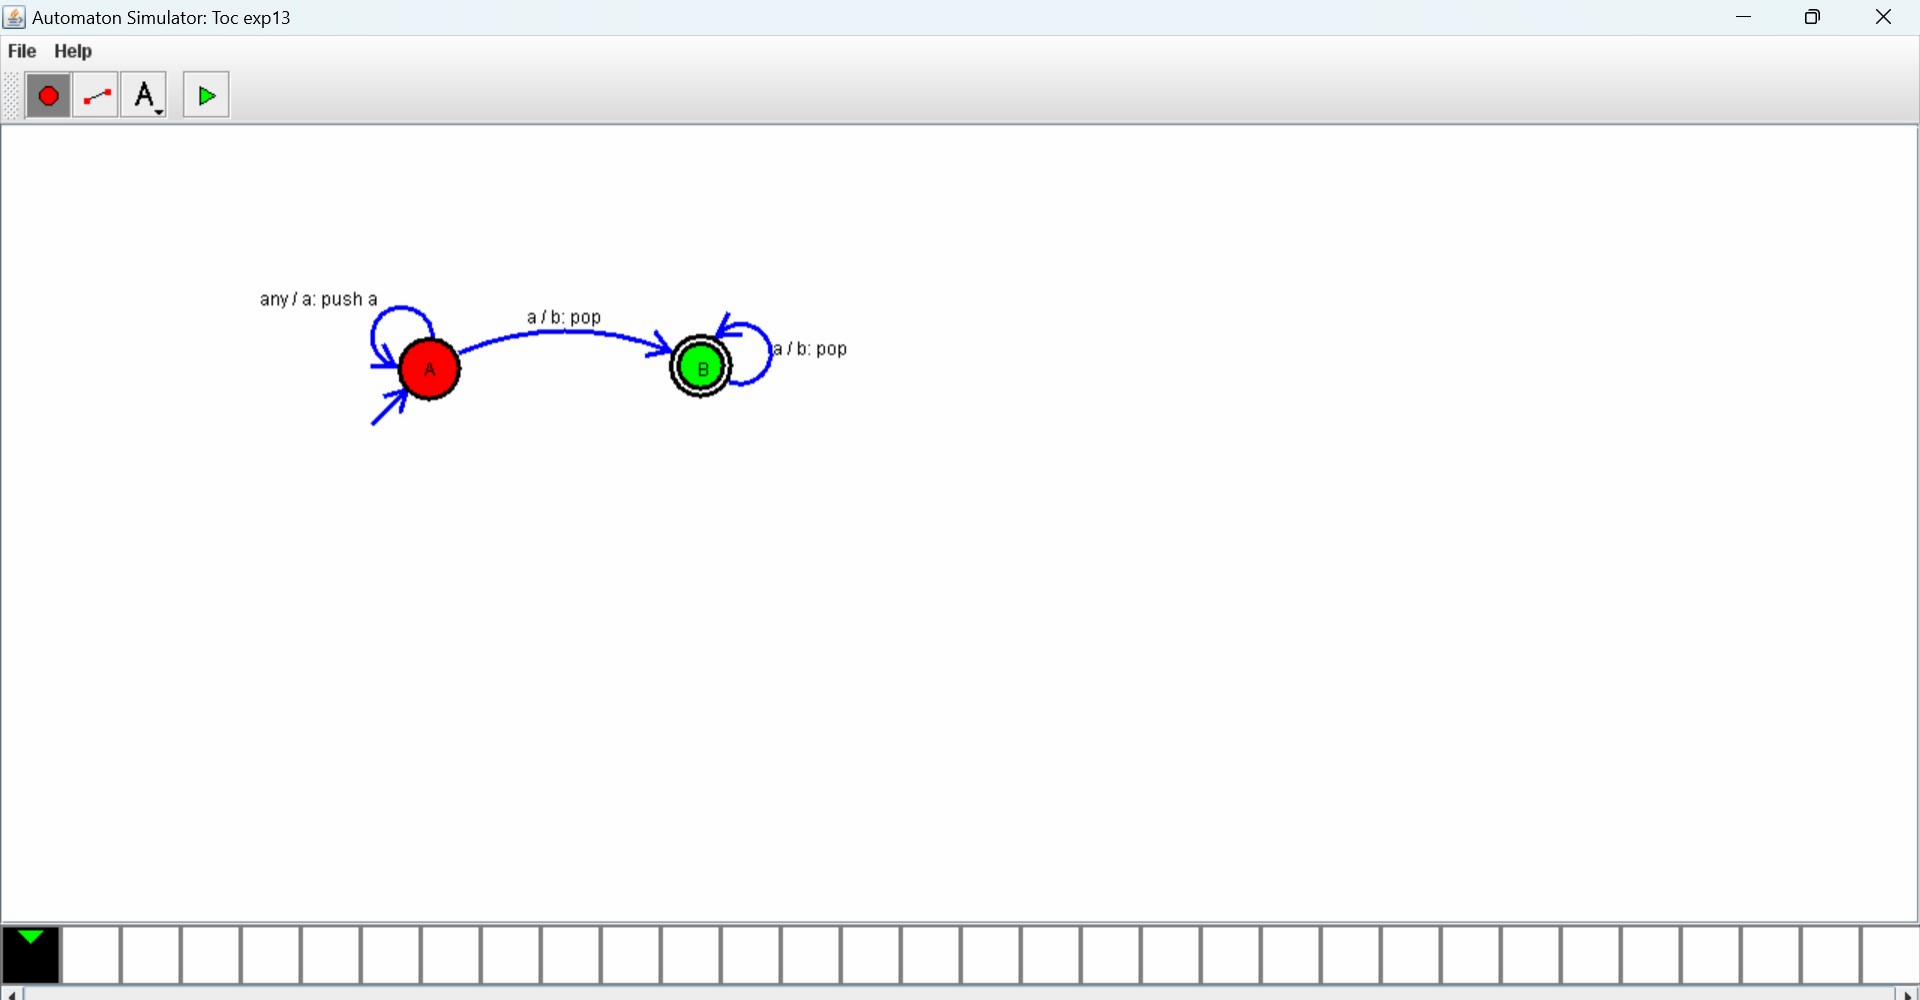 Automaton Simulator: Toc exp13
File Help
A
any / a: push a
a / b: pop
a / b: pop
A
B